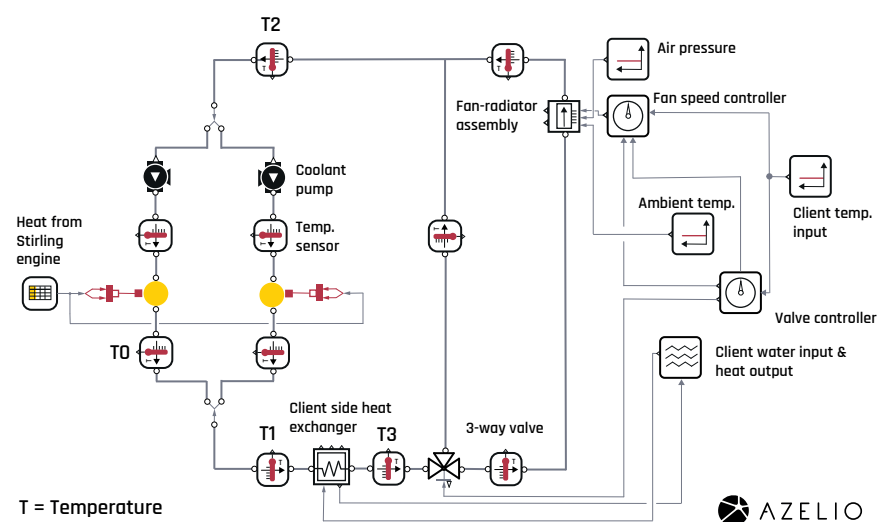 T2
Air pressure
Fan-radiator
assembly
Fan speed controller
Coolant
pump
Client temp.
input
Ambient temp.
Heat from
Stirling
engine
Temp.
sensor
Valve controller
T0
Client water input &
heat output
Client side heat
exchanger
T1
T3
3-way valve
T = Temperature
AZELIO